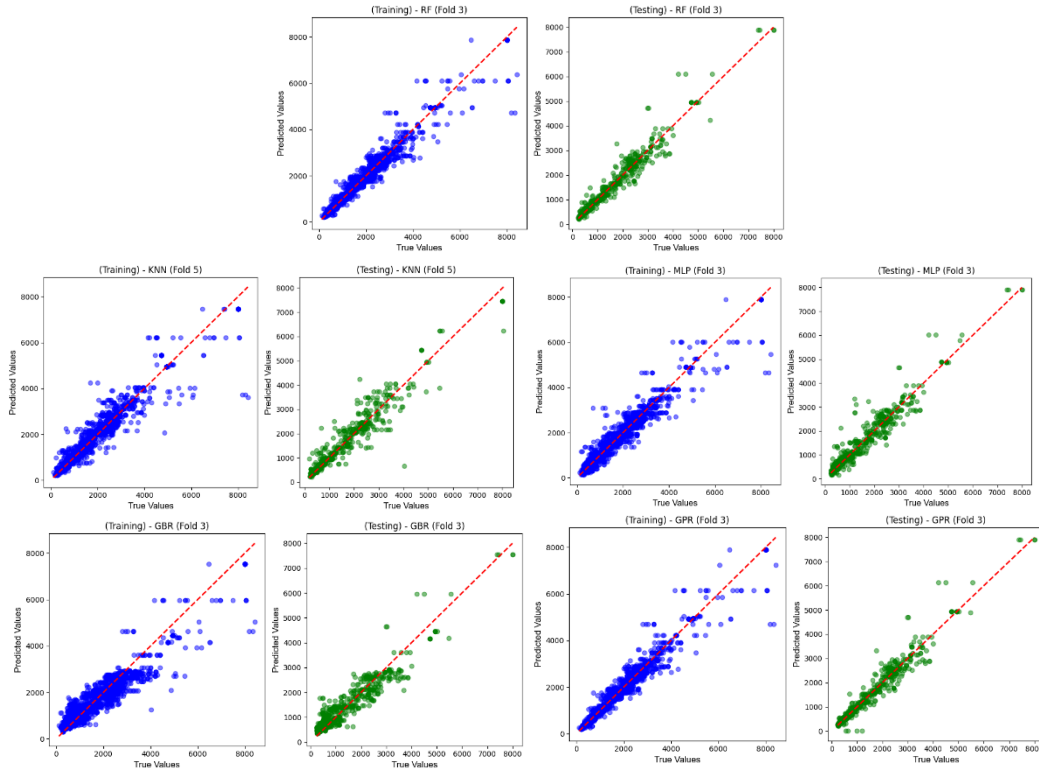 (Training) - RF (Fold 3)
8000
6000
4000
2000
0
Predicted Values
0 2000 4000 6000 8000
True Values
(Testing) - RF (Fold 3)
8000
7000
6000
5000
4000
3000
2000
1000
0
Predicted Values
0 1000 2000 3000 4000 5000 6000 7000 8000
True Values
(Training) - KNN (Fold 5)
8000
6000
4000
2000
0
Predicted Values
0 2000 4000 6000 8000
True Values
(Testing) - KNN (Fold 5)
8000
7000
6000
5000
4000
3000
2000
1000
0
Predicted Values
0 1000 2000 3000 4000 5000 6000 7000 8000
True Values
(Training) - MLP (Fold 3)
8000
6000
4000
2000
0
Predicted Values
0 2000 4000 6000 8000
True Values
(Testing) - MLP (Fold 3)
8000
7000
6000
5000
4000
3000
2000
1000
0
Predicted Values
0 1000 2000 3000 4000 5000 6000 7000 8000
True Values
(Training) - GBR (Fold 3)
8000
6000
4000
2000
0
Predicted Values
0 2000 4000 6000 8000
True Values
(Testing) - GBR (Fold 3)
8000
7000
6000
5000
4000
3000
2000
1000
0
Predicted Values
0 1000 2000 3000 4000 5000 6000 7000 8000
True Values
(Training) - GPR (Fold 3)
8000
6000
4000
2000
0
Predicted Values
0 2000 4000 6000 8000
True Values
(Testing) - GPR (Fold 3)
8000
7000
6000
5000
4000
3000
2000
1000
0
Predicted Values
0 1000 2000 3000 4000 5000 6000 7000 8000
True Values